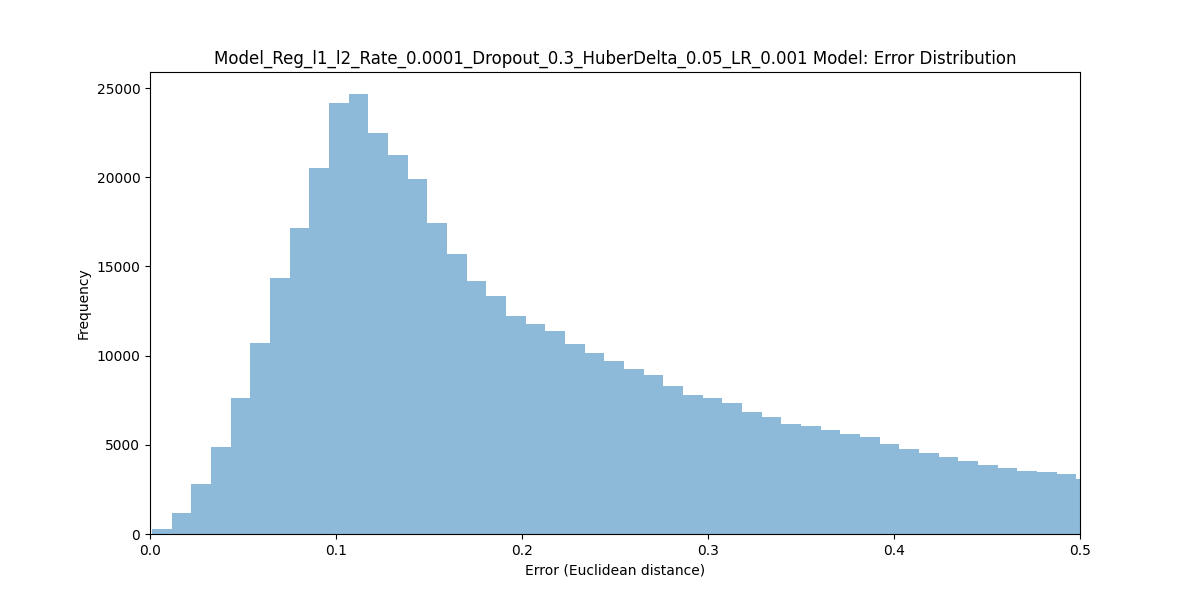 Model_Reg_l1_l2_Rate_0.0001_Dropout_0.3_HuberDelta_0.05_LR_0.001 Model: Error Distribution
25000
20000
15000
10000
5000
0
Frequency
0.0 0.1 0.2 0.3 0.4 0.5
Error (Euclidean distance)